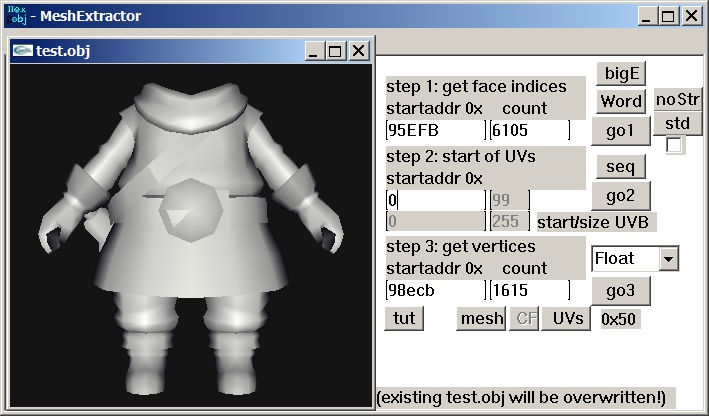 Hex
obj - MeshExtractor
test.obj
step 1: get face indices
startaddr 0x count
95EFB 6105
bigE
Word
go1
noStr
std
step 2: start of UVs
startaddr 0x
0 99
0 255 start/size UVB
seq
go2
step 3: get vertices
startaddr 0x count
98ecb 1615
Float
go3
tut mesh CF UVs 0x50
(existing test.obj will be overwritten!)